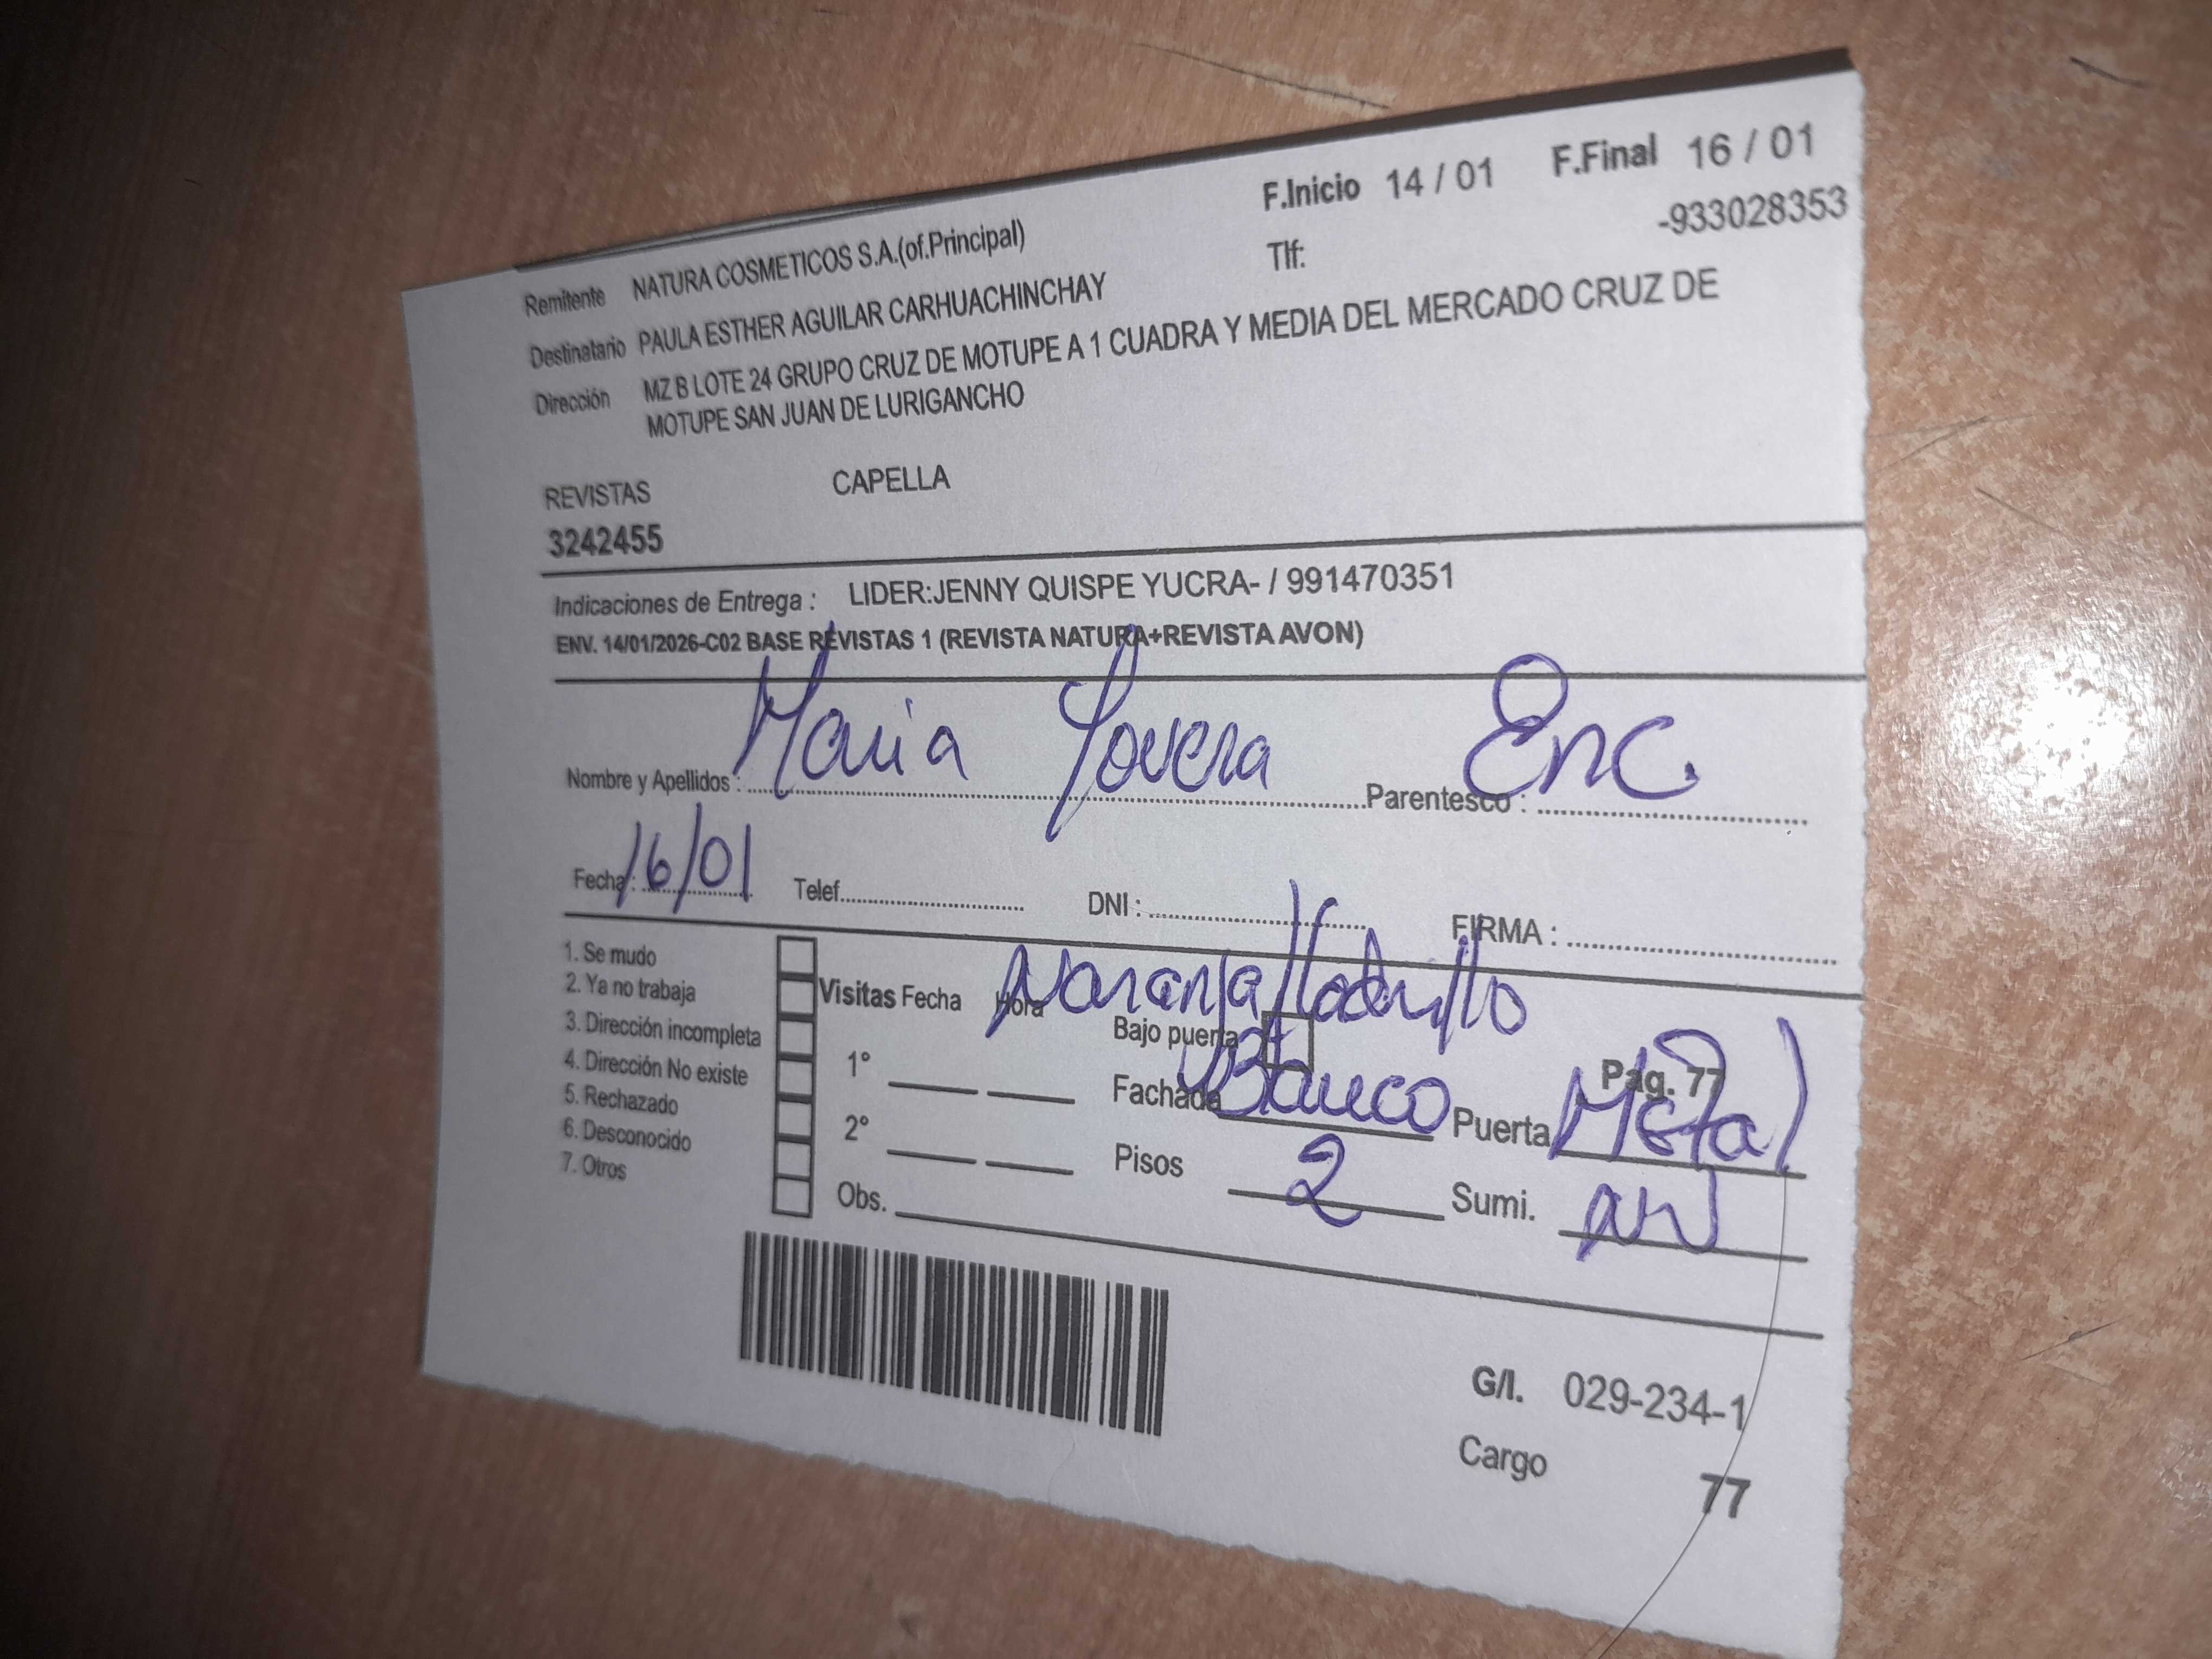 F.Inicio 14 / 01 F.Final 16 / 01
Remitente NATURA COSMETICOS S.A.(of.Principal) Tlf: -933028353
Destinatario PAULA ESTHER AGUILAR CARHUACHINCHAY
Dirección MZ B LOTE 24 GRUPO CRUZ DE MOTUPE A 1 CUADRA Y MEDIA DEL MERCADO CRUZ DE
MOTUPE SAN JUAN DE LURIGANCHO
REVISTAS CAPELLA
3242455
Indicaciones de Entrega : LIDER:JENNY QUISPE YUCRA- / 991470351
ENV. 14/01/2026-C02 BASE REVISTAS 1 (REVISTA NATURA+REVISTA AVON)
Nombre y Apellidos : Maria Lovera Parentesco : Enc.
Fecha : 16/01 Telef. DNI : FIRMA :
1. Se mudo
2. Ya no trabaja Visitas Fecha Hora Naranja/Ladrillo
3. Dirección incompleta Bajo puerta
4. Dirección No existe 1° Fachada Blanco Pag. 77
5. Rechazado Puerta Metal
6. Desconocido 2° Pisos 2
7. Otros Obs. Sumi.
G/I. 029-234-1
Cargo 77